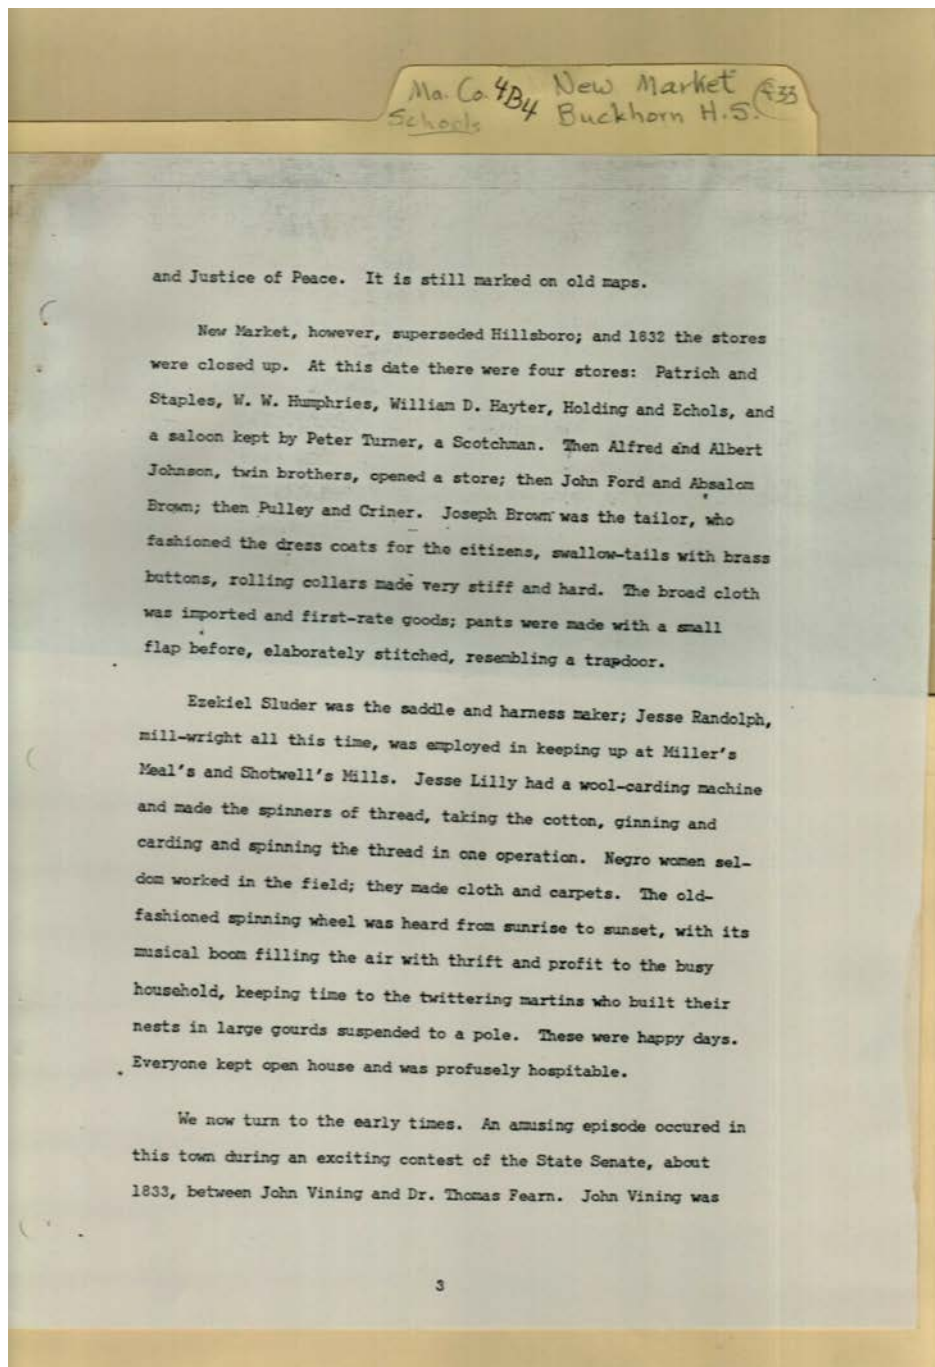 Ma. Co. 4B4 New Market 433
Schools Buckhorn H.S.
and Justice of Peace. It is still marked on old maps.
New Market, however, superseded Hillsboro; and 1832 the stores
were closed up. At this date there were four stores: Patrich and
Staples, W. W. Humphries, William D. Hayter, Holding and Echols, and
a saloon kept by Peter Turner, a Scotchman. Then Alfred and Albert
Johnson, twin brothers, opened a store; then John Ford and Absalom
Brown; then Pulley and Criner. Joseph Brown was the tailor, who
fashioned the dress coats for the citizens, swallow-tails with brass
buttons, rolling collars made very stiff and hard. The broad cloth
was imported and first-rate goods; pants were made with a small
flap before, elaborately stitched, resembling a trapdoor.
Ezekiel Sluder was the saddle and harness maker; Jesse Randolph,
mill-wright all this time, was employed in keeping up at Miller's
Meal's and Shotwell's Mills. Jesse Lilly had a wool-carding machine
and made the spinners of thread, taking the cotton, ginning and
carding and spinning the thread in one operation. Negro women sel-
dom worked in the field; they made cloth and carpets. The old-
fashioned spinning wheel was heard from sunrise to sunset, with its
musical boom filling the air with thrift and profit to the busy
household, keeping time to the twittering martins who built their
nests in large gourds suspended to a pole. These were happy days.
Everyone kept open house and was profusely hospitable.
We now turn to the early times. An amusing episode occured in
this town during an exciting contest of the State Senate, about
1833, between John Vining and Dr. Thomas Fearn. John Vining was
3